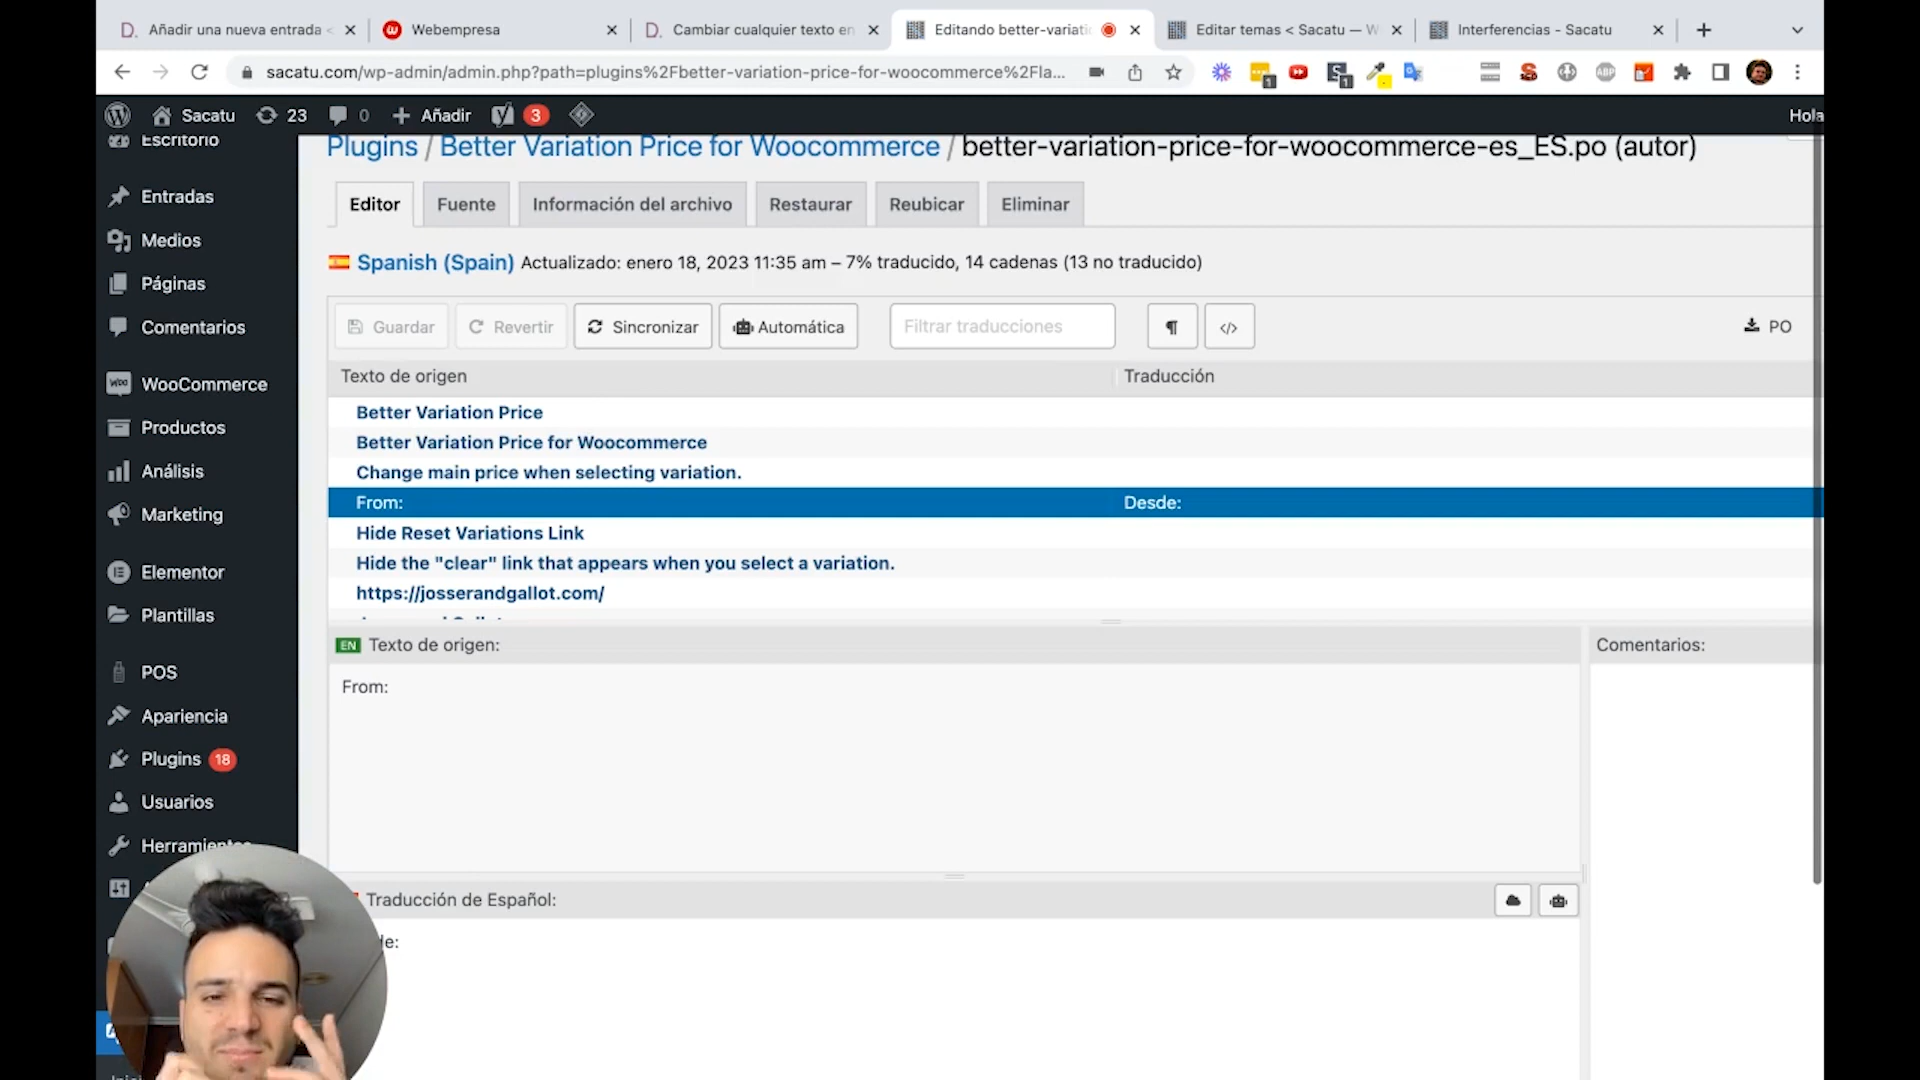 Añadir una nueva entrada <
Webempresa
Cambiar cualquier texto en
Editando better-variati
Editar temas < Sacatu — W
Interferencias - Sacatu
sacatu.com/wp-admin/admin.php?path=plugins%2Fbetter-variation-price-for-woocommerce%2Fla...
1
1
ABP
Sacatu
23
0
Añadir
3
Hola
Escritorio
Entradas
Medios
Páginas
Comentarios
WooCommerce
Productos
Análisis
Marketing
Elementor
Plantillas
POS
Apariencia
Plugins 18
Usuarios
Herramientas
Plugins / Better Variation Price for Woocommerce / better-variation-price-for-woocommerce-es_ES.po (autor)
Editor
Fuente
Información del archivo
Restaurar
Reubicar
Eliminar
Spanish (Spain) Actualizado: enero 18, 2023 11:35 am – 7% traducido, 14 cadenas (13 no traducido)
Guardar
Revertir
Sincronizar
Automática
Filtrar traducciones
¶
</>
PO
Texto de origen
Traducción
Better Variation Price
Better Variation Price for Woocommerce
Change main price when selecting variation.
From:
Desde:
Hide Reset Variations Link
Hide the "clear" link that appears when you select a variation.
https://josserandgallot.com/
EN Texto de origen:
Comentarios:
From:
Traducción de Español:
de: